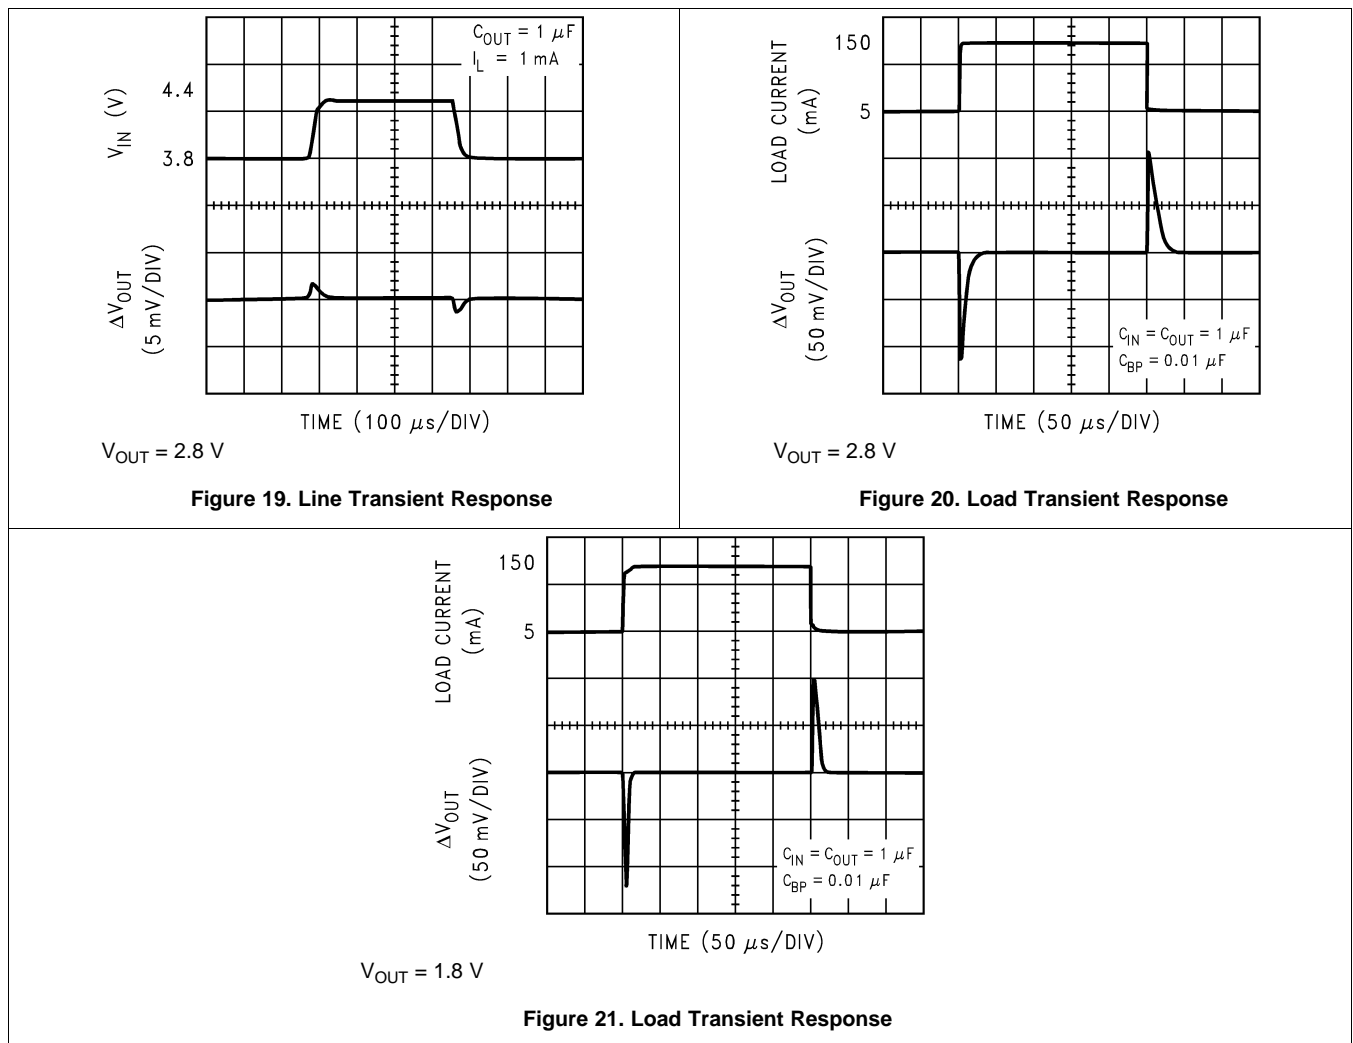 C_OUT = 1 μF
I_L = 1 mA
V_IN (V)
4.4
3.8
ΔV_OUT
(5 mV/DIV)
TIME (100 μs/DIV)
V_OUT = 2.8 V
Figure 19. Line Transient Response
LOAD CURRENT
(mA)
150
5
ΔV_OUT
(50 mV/DIV)
C_IN = C_OUT = 1 μF
C_BP = 0.01 μF
TIME (50 μs/DIV)
V_OUT = 2.8 V
Figure 20. Load Transient Response
LOAD CURRENT
(mA)
150
5
ΔV_OUT
(50 mV/DIV)
C_IN = C_OUT = 1 μF
C_BP = 0.01 μF
TIME (50 μs/DIV)
V_OUT = 1.8 V
Figure 21. Load Transient Response